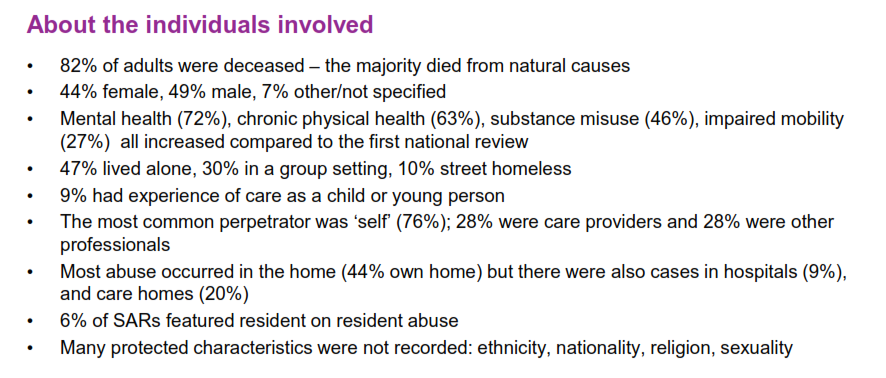 About the individuals involved
• 82% of adults were deceased – the majority died from natural causes
• 44% female, 49% male, 7% other/not specified
• Mental health (72%), chronic physical health (63%), substance misuse (46%), impaired mobility
(27%)  all increased compared to the first national review
• 47% lived alone, 30% in a group setting, 10% street homeless
• 9% had experience of care as a child or young person
• The most common perpetrator was ‘self’ (76%); 28% were care providers and 28% were other
professionals
• Most abuse occurred in the home (44% own home) but there were also cases in hospitals (9%),
and care homes (20%)
• 6% of SARs featured resident on resident abuse
• Many protected characteristics were not recorded: ethnicity, nationality, religion, sexuality